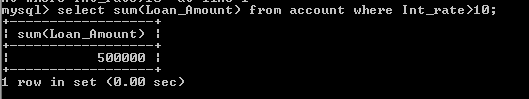 mysql> select sum(Loan_Amount) from account where Int_rate>10;
+------------------+
¦ sum(Loan_Amount) ¦
+------------------+
¦           500000 ¦
+------------------+
1 row in set (0.00 sec)